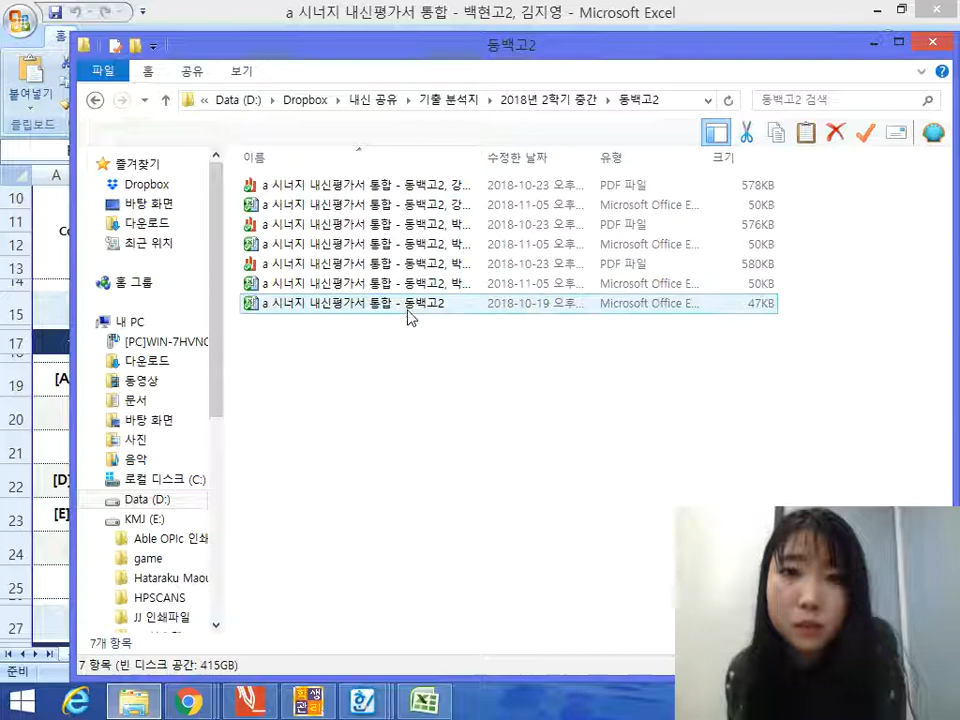 a 시너지 내신평가서 통합 - 백현고2, 김지영 - Microsoft Excel
홈
붙여넣기
클립보드
동백고2
파일 홈 공유 보기
« Data (D:) Dropbox 내신 공유 기출 분석지 2018년 2학기 중간 동백고2
동백고2 검색
이름 수정한 날짜 유형 크기
a 시너지 내신평가서 통합 - 동백고2, 강... 2018-10-23 오후... PDF 파일 578KB
a 시너지 내신평가서 통합 - 동백고2, 강... 2018-11-05 오후... Microsoft Office E... 50KB
a 시너지 내신평가서 통합 - 동백고2, 박... 2018-10-23 오후... PDF 파일 576KB
a 시너지 내신평가서 통합 - 동백고2, 박... 2018-11-05 오후... Microsoft Office E... 50KB
a 시너지 내신평가서 통합 - 동백고2, 박... 2018-10-23 오후... PDF 파일 580KB
a 시너지 내신평가서 통합 - 동백고2, 박... 2018-11-05 오후... Microsoft Office E... 50KB
a 시너지 내신평가서 통합 - 동백고2 2018-10-19 오후... Microsoft Office E... 47KB
즐겨찾기
Dropbox
바탕 화면
다운로드
최근 위치
홈 그룹
내 PC
[PC]WIN-7HVNC
다운로드
동영상
문서
바탕 화면
사진
음악
로컬 디스크 (C:)
Data (D:)
KMJ (E:)
Able OPIc 인쇄
game
Hataraku Maou
HPSCANS
JJ 인쇄파일
7개 항목
7 항목 (빈 디스크 공간: 415GB)
A
10
11
Co
12
13
14
15
17
18
19
[A
20
21
22
[D]
23
[E]
24
25
27
준비
학생
관리